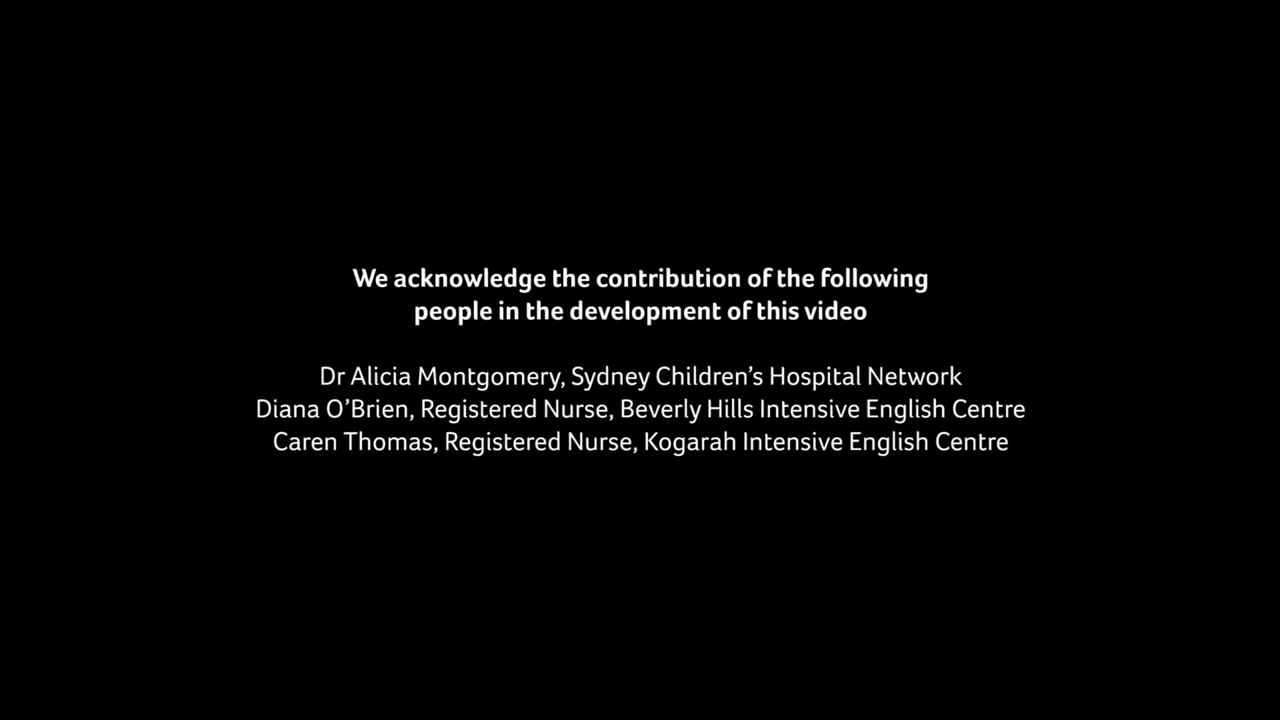 We acknowledge the contribution of the following
people in the development of this video
Dr Alicia Montgomery, Sydney Children’s Hospital Network
Diana O’Brien, Registered Nurse, Beverly Hills Intensive English Centre
Caren Thomas, Registered Nurse, Kogarah Intensive English Centre